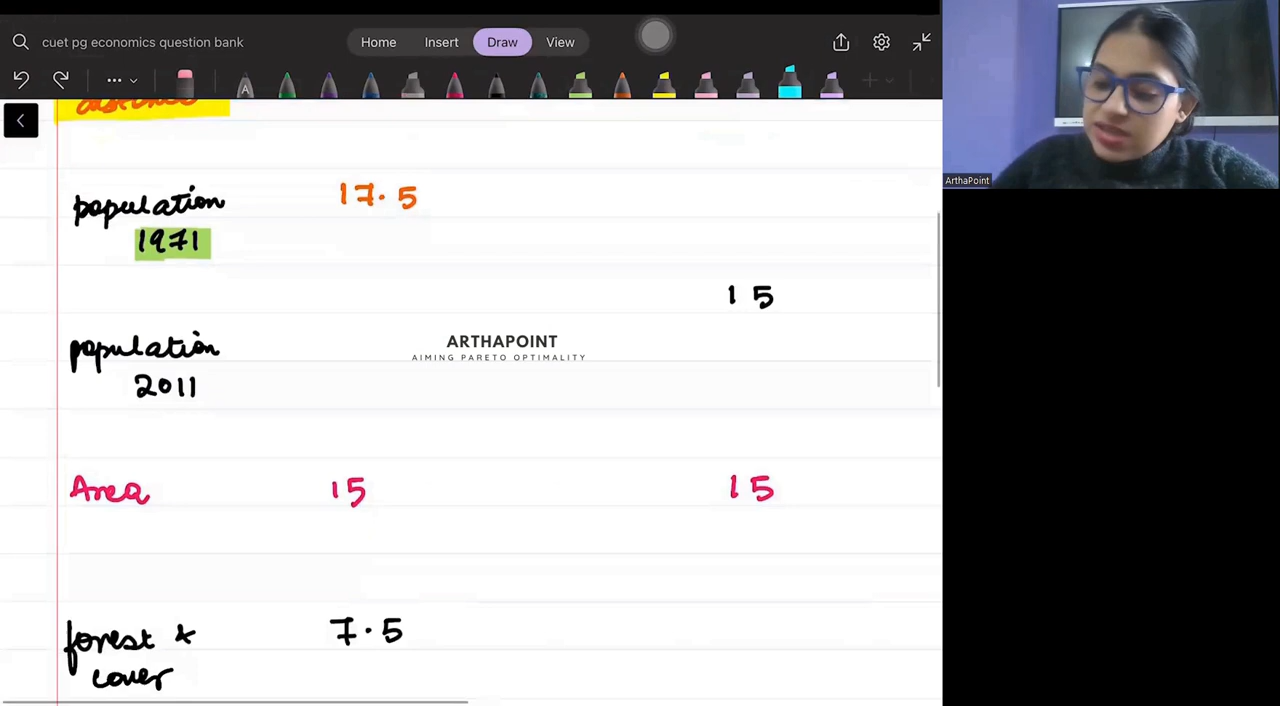 cuet pg economics question bank
Home Insert Draw View
A
distance
population 17.5
1971
15
ARTHAPOINT
AIMING PARETO OPTIMALITY
population
2011
Area 15 15
forest * 7.5
cover
ArthaPoint